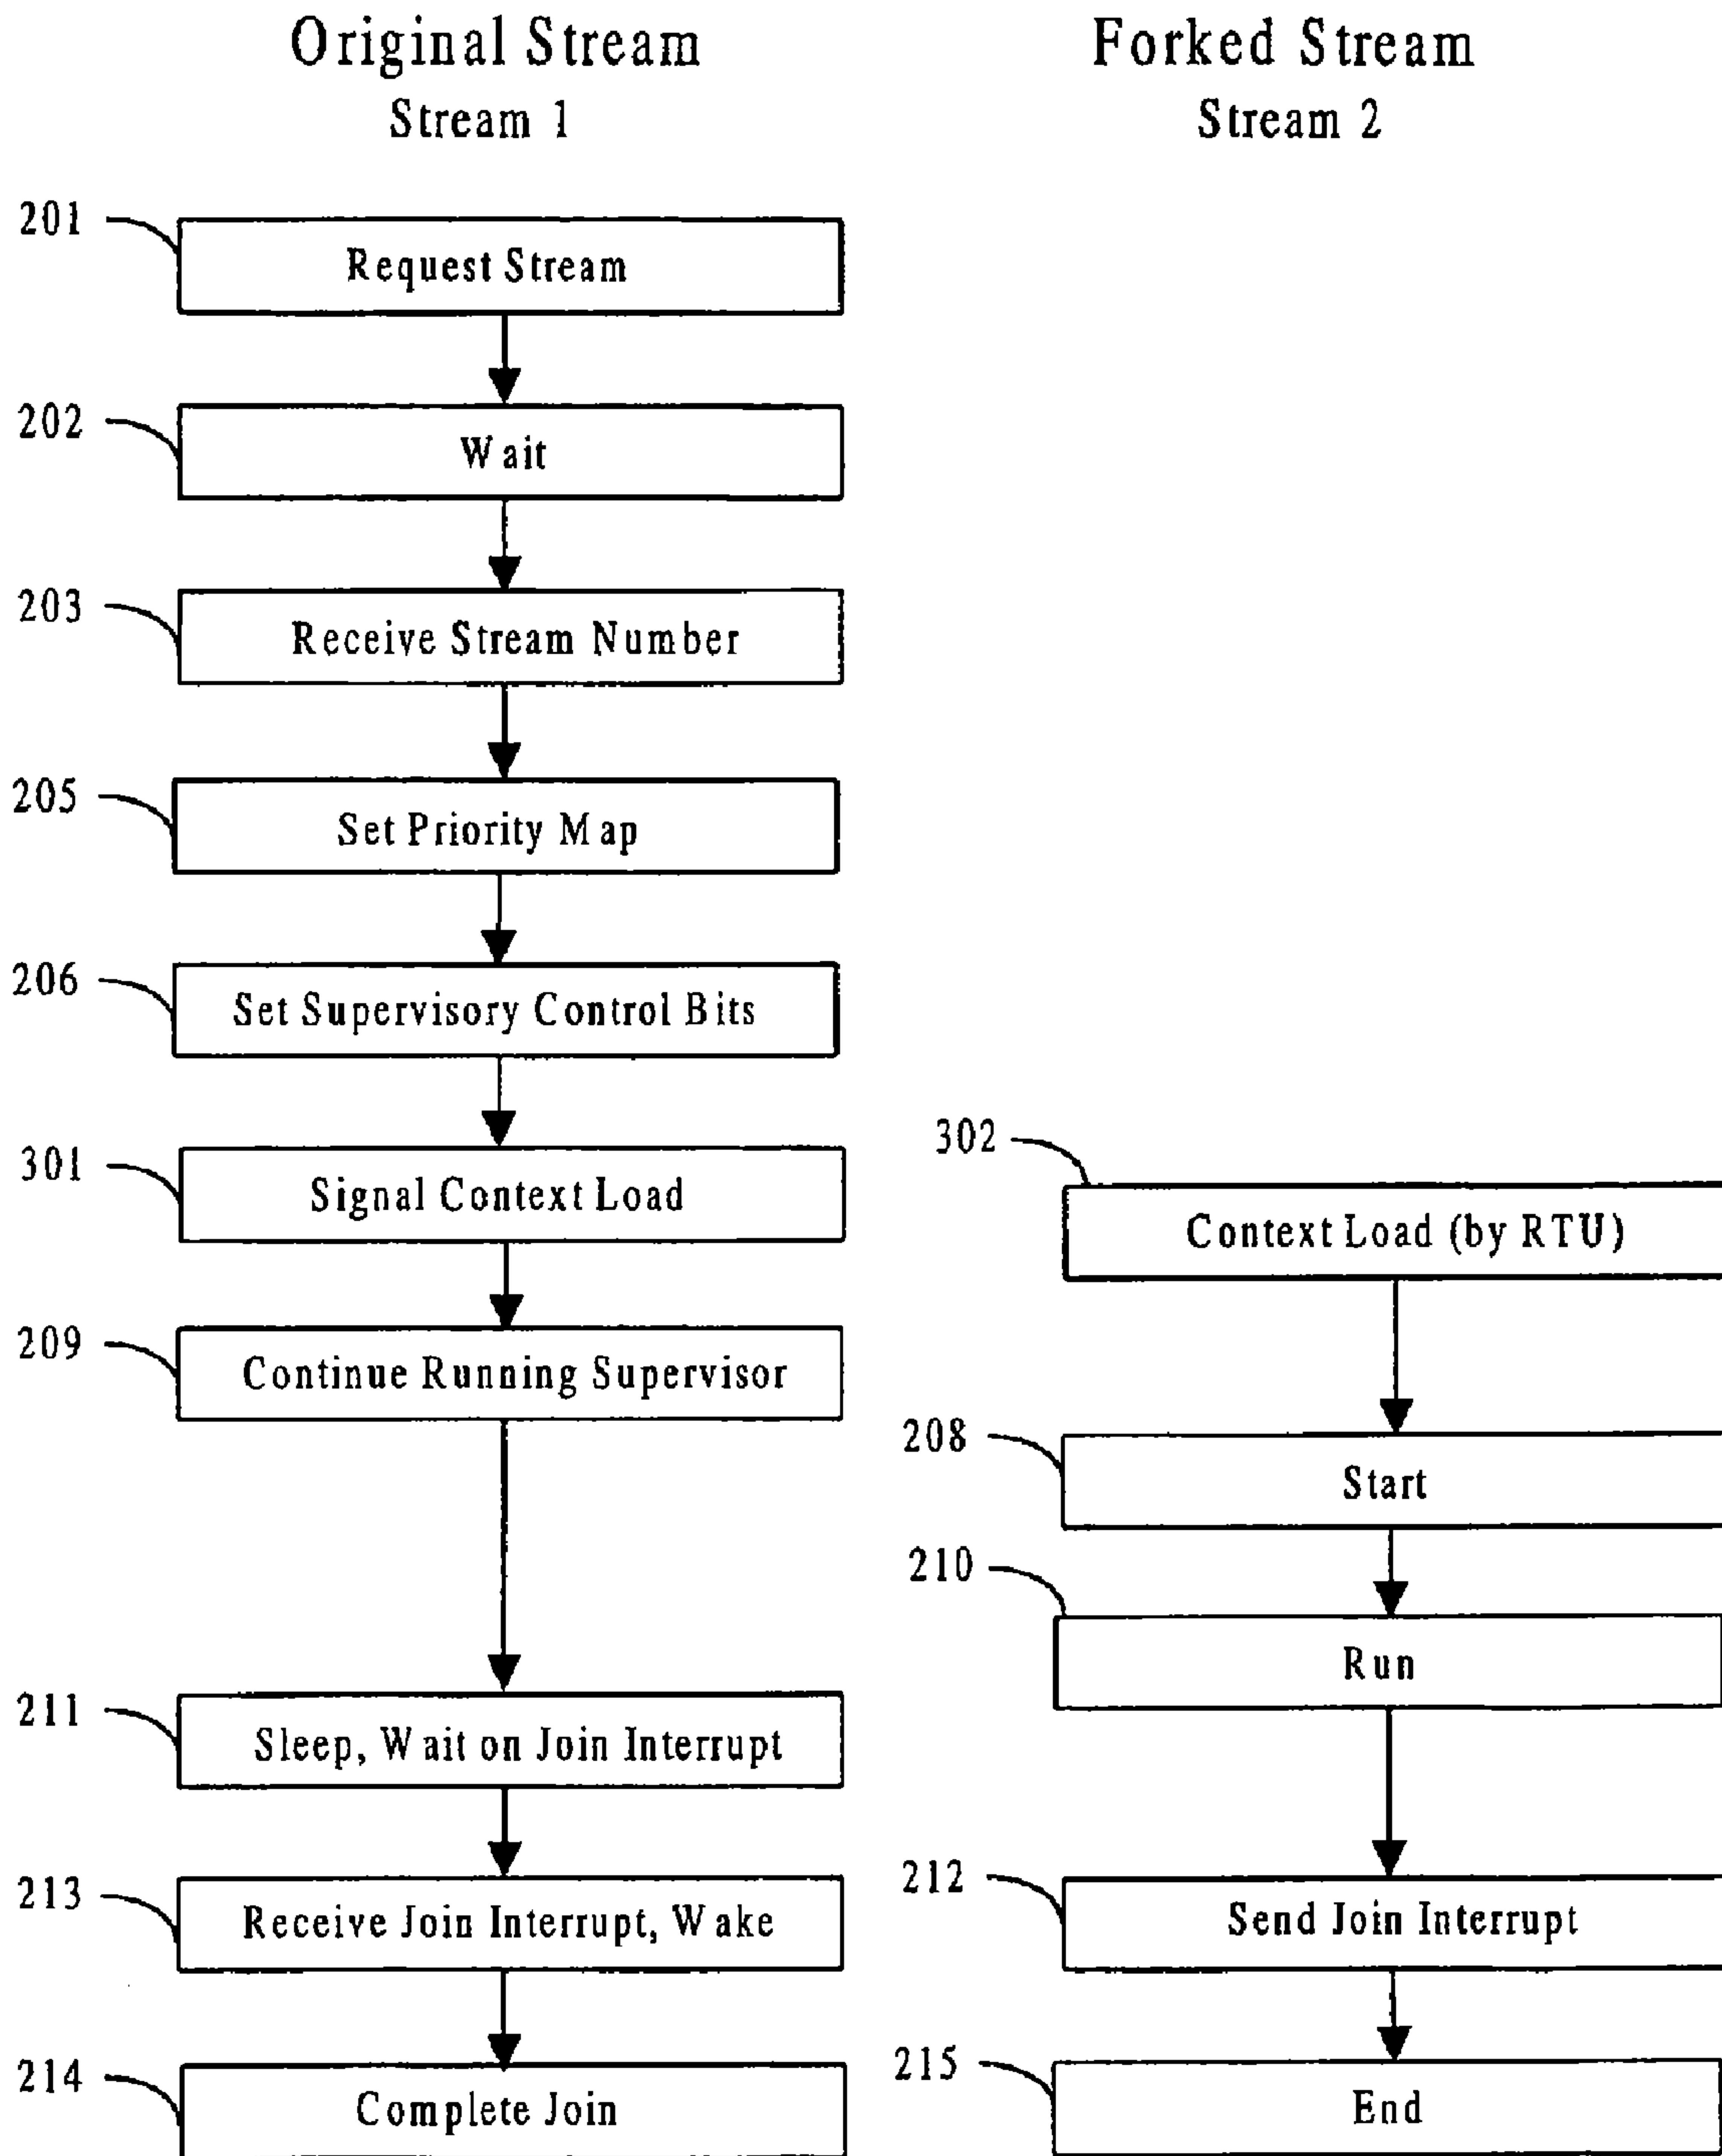 Original Stream
Stream 1
Forked Stream
Stream 2
201
Request Stream
202
Wait
203
Receive Stream Number
205
Set Priority Map
206
Set Supervisory Control Bits
301
Signal Context Load
302
Context Load (by RTU)
209
Continue Running Supervisor
208
Start
210
Run
211
Sleep, Wait on Join Interrupt
213
Receive Join Interrupt, Wake
212
Send Join Interrupt
214
Complete Join
215
End